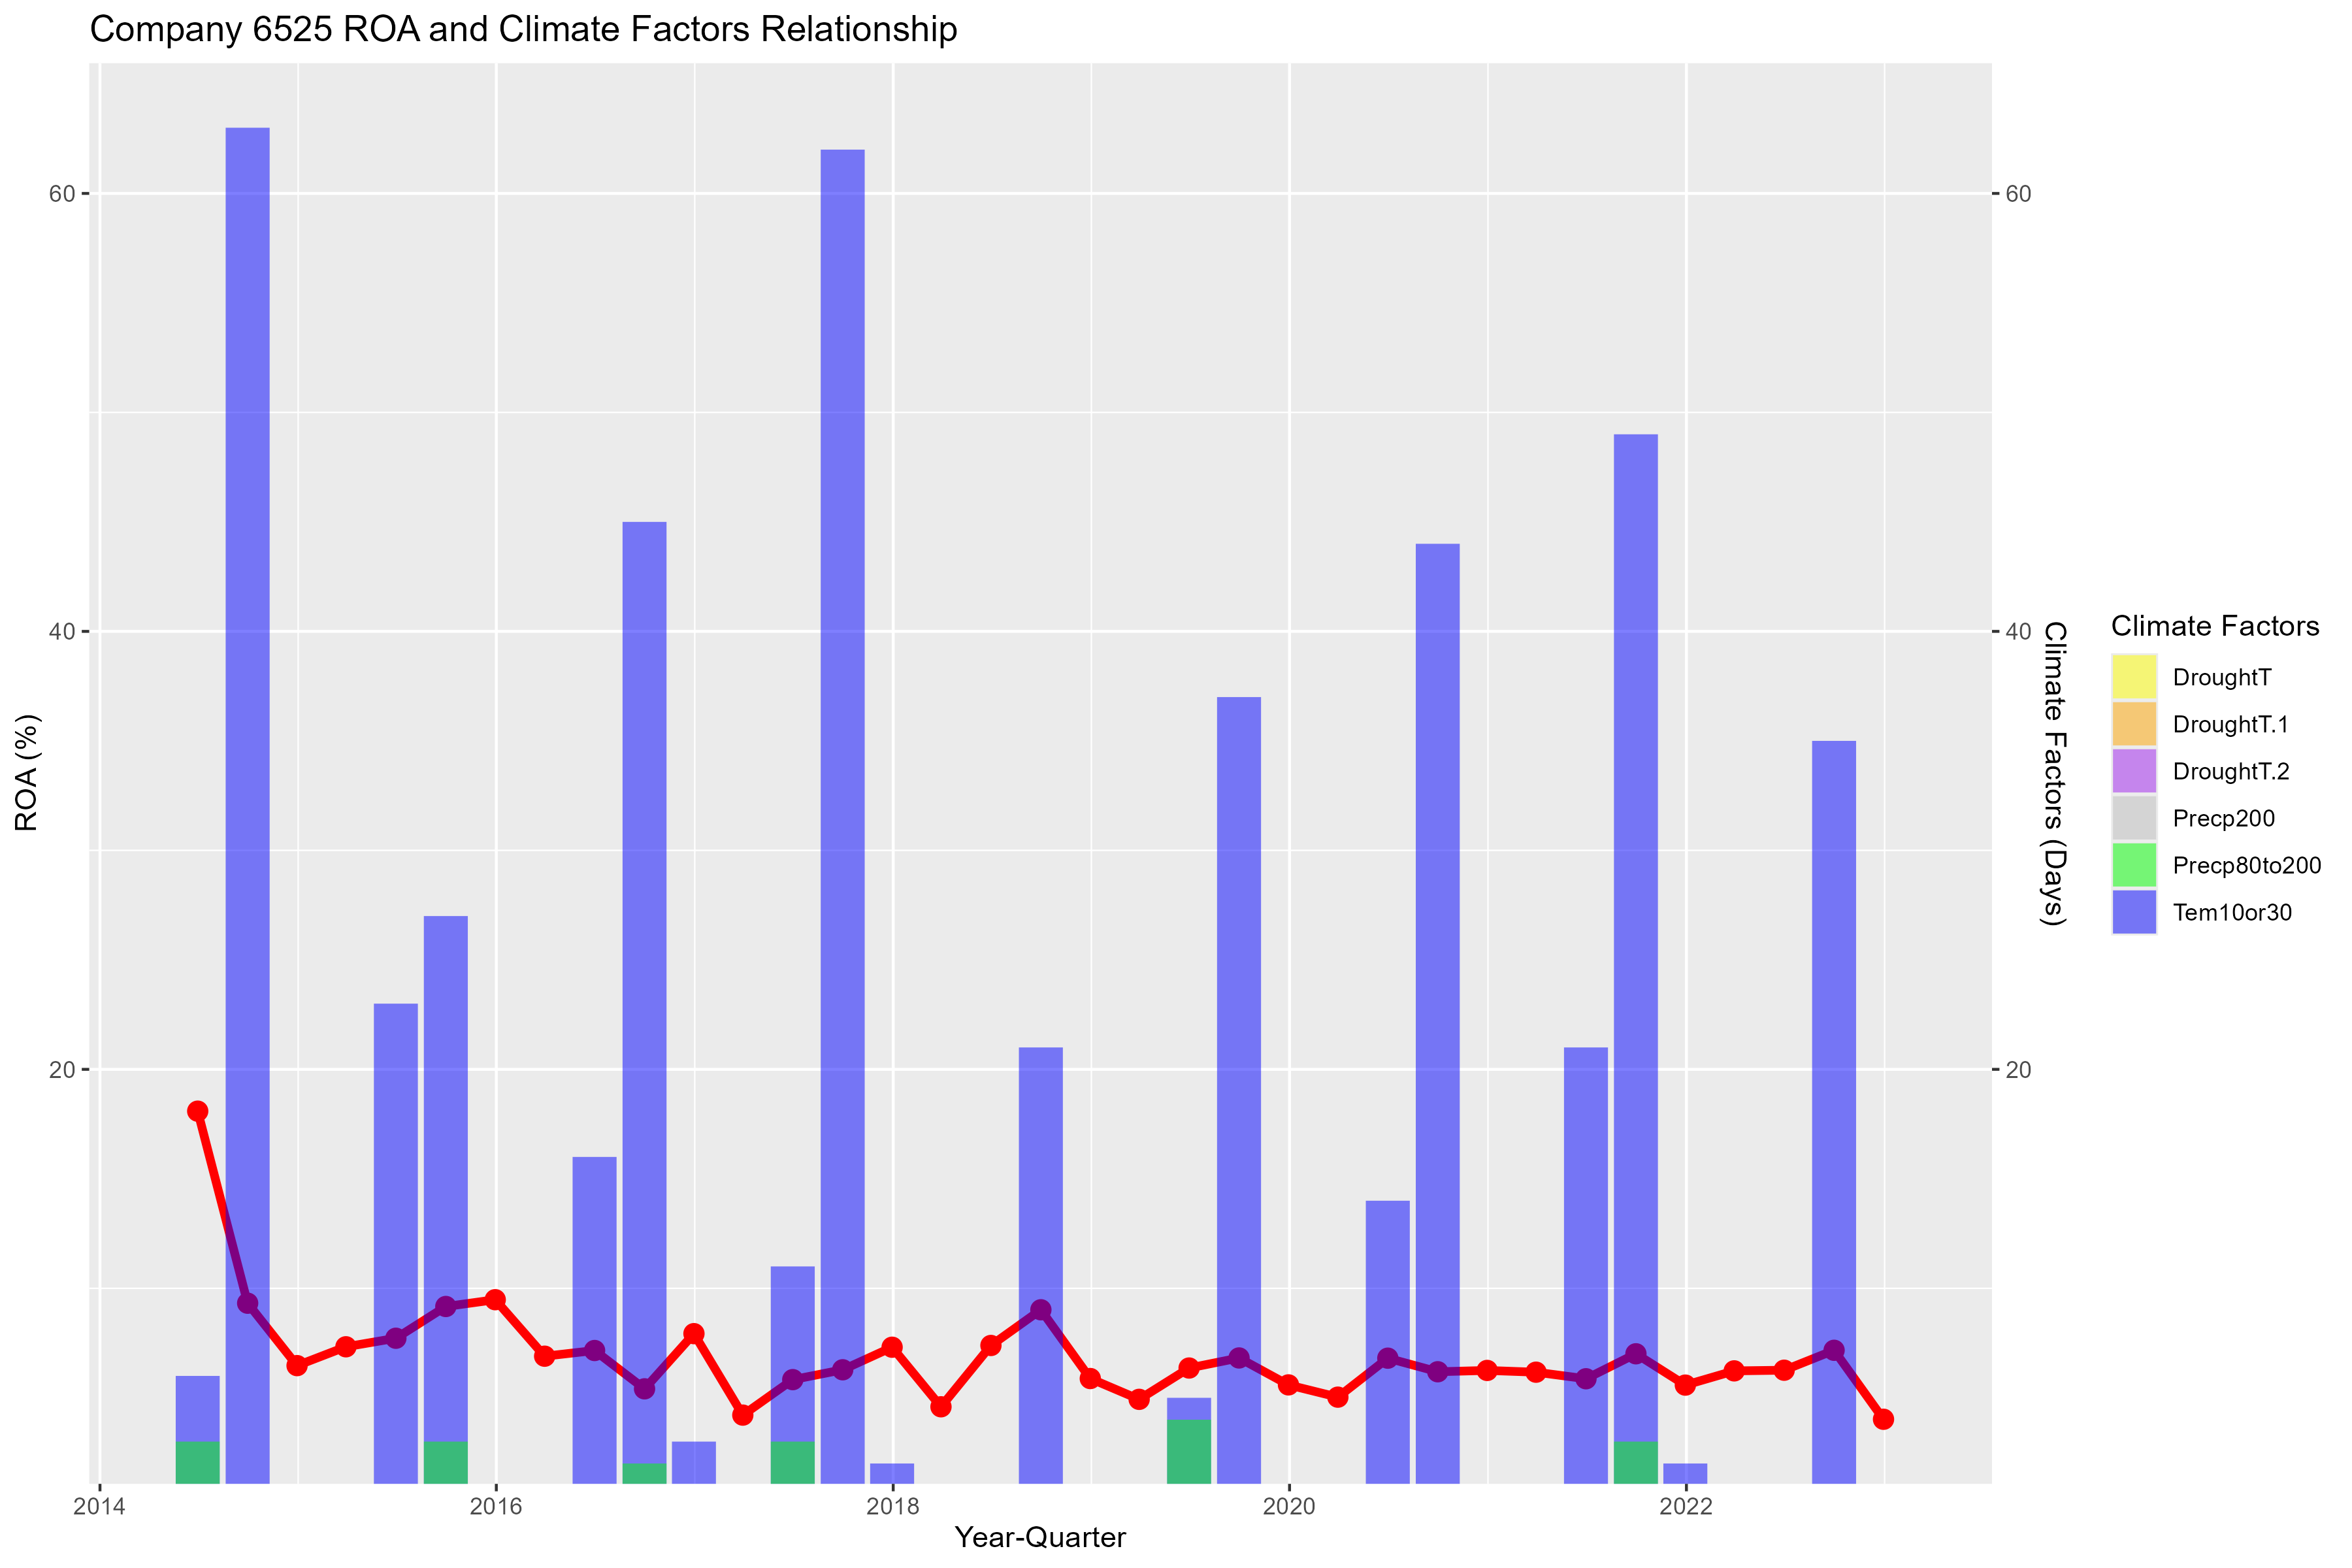 Company 6525 ROA and Climate Factors Relationship
60
40
20
ROA (%)
2014
2016
2018
2020
2022
Year-Quarter
60
40
20
Climate Factors (Days)
Climate Factors
DroughtT
DroughtT.1
DroughtT.2
Precp200
Precp80to200
Tem10or30